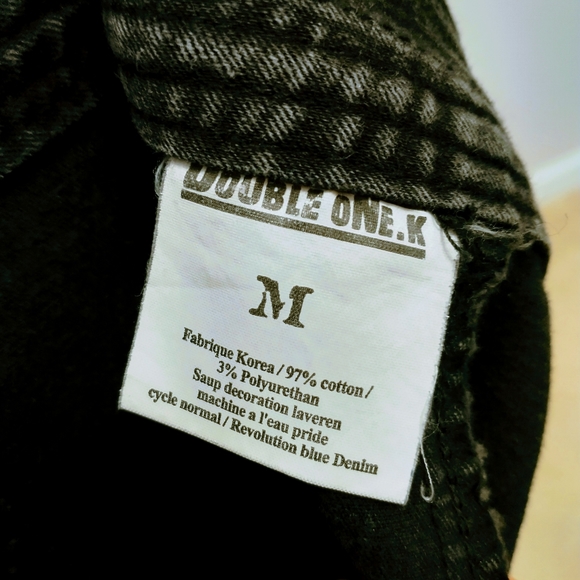 DOUBLE ONE.K
M
Fabrique Korea / 97% cotton /
3% Polyurethan
Saup decoration laveren
machine a l'eau pride
cycle normal / Revolution blue Denim